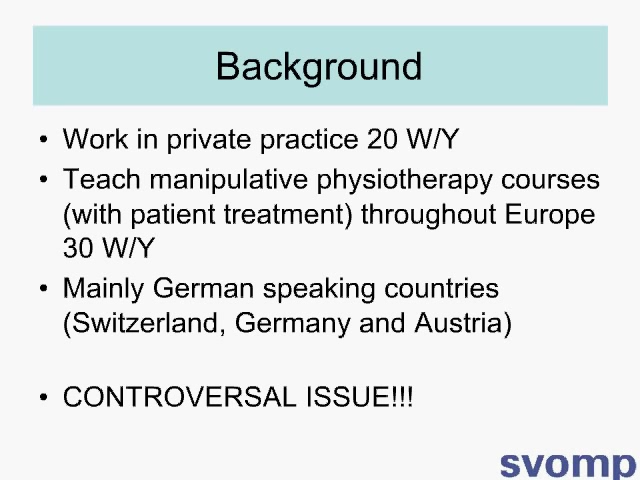 Background
• Work in private practice 20 W/Y
• Teach manipulative physiotherapy courses
(with patient treatment) throughout Europe
30 W/Y
• Mainly German speaking countries
(Switzerland, Germany and Austria)
• CONTROVERSAL ISSUE!!!
svomp